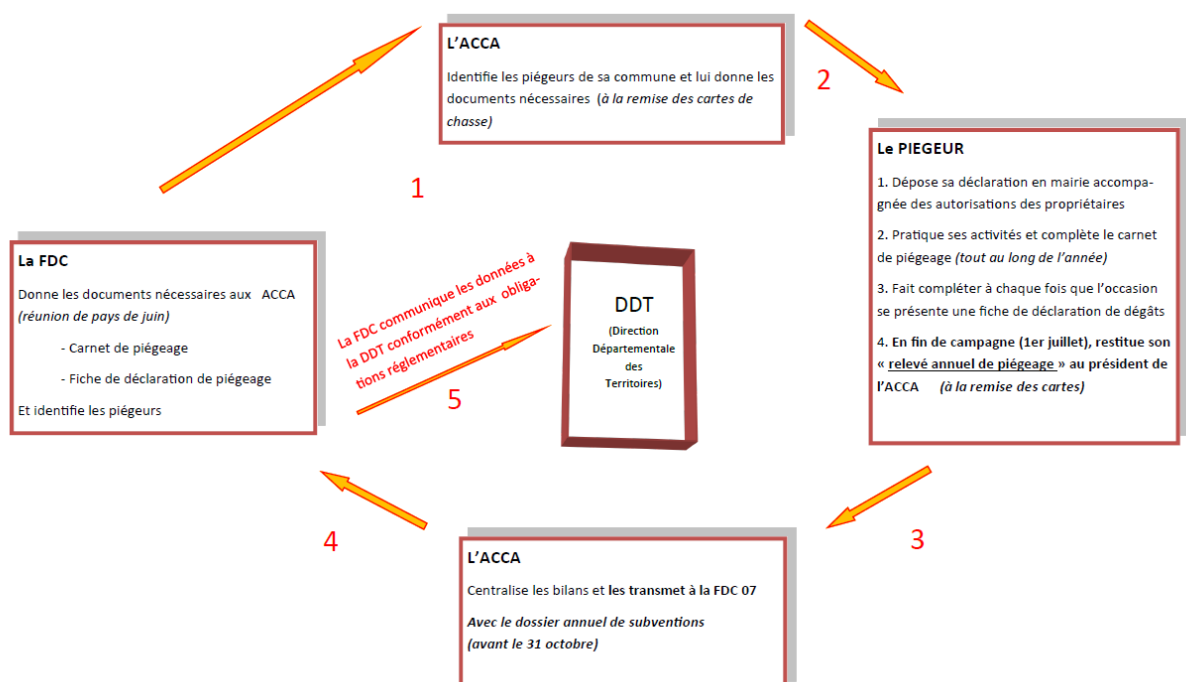 L'ACCA
Identifie les piégeurs de sa commune et lui donne les
documents nécessaires (à la remise des cartes de
chasse)
1
2
Le PIEGEUR
1. Dépose sa déclaration en mairie accompa-
gnée des autorisations des propriétaires
2. Pratique ses activités et complète le carnet
de piégeage (tout au long de l'année)
3. Fait compléter à chaque fois que l'occasion
se présente une fiche de déclaration de dégâts
4. En fin de campagne (1er juillet), restitue son
« relevé annuel de piégeage » au président de
l'ACCA (à la remise des cartes)
La FDC
Donne les documents nécessaires aux ACCA
(réunion de pays de juin)
- Carnet de piégeage
- Fiche de déclaration de piégeage
Et identifie les piégeurs
La FDC communique les données à
la DDT conformément aux obliga-
tions réglementaires
5
DDT
(Direction
Départementale
des
Territoires)
3
L'ACCA
Centralise les bilans et les transmet à la FDC 07
Avec le dossier annuel de subventions
(avant le 31 octobre)
4